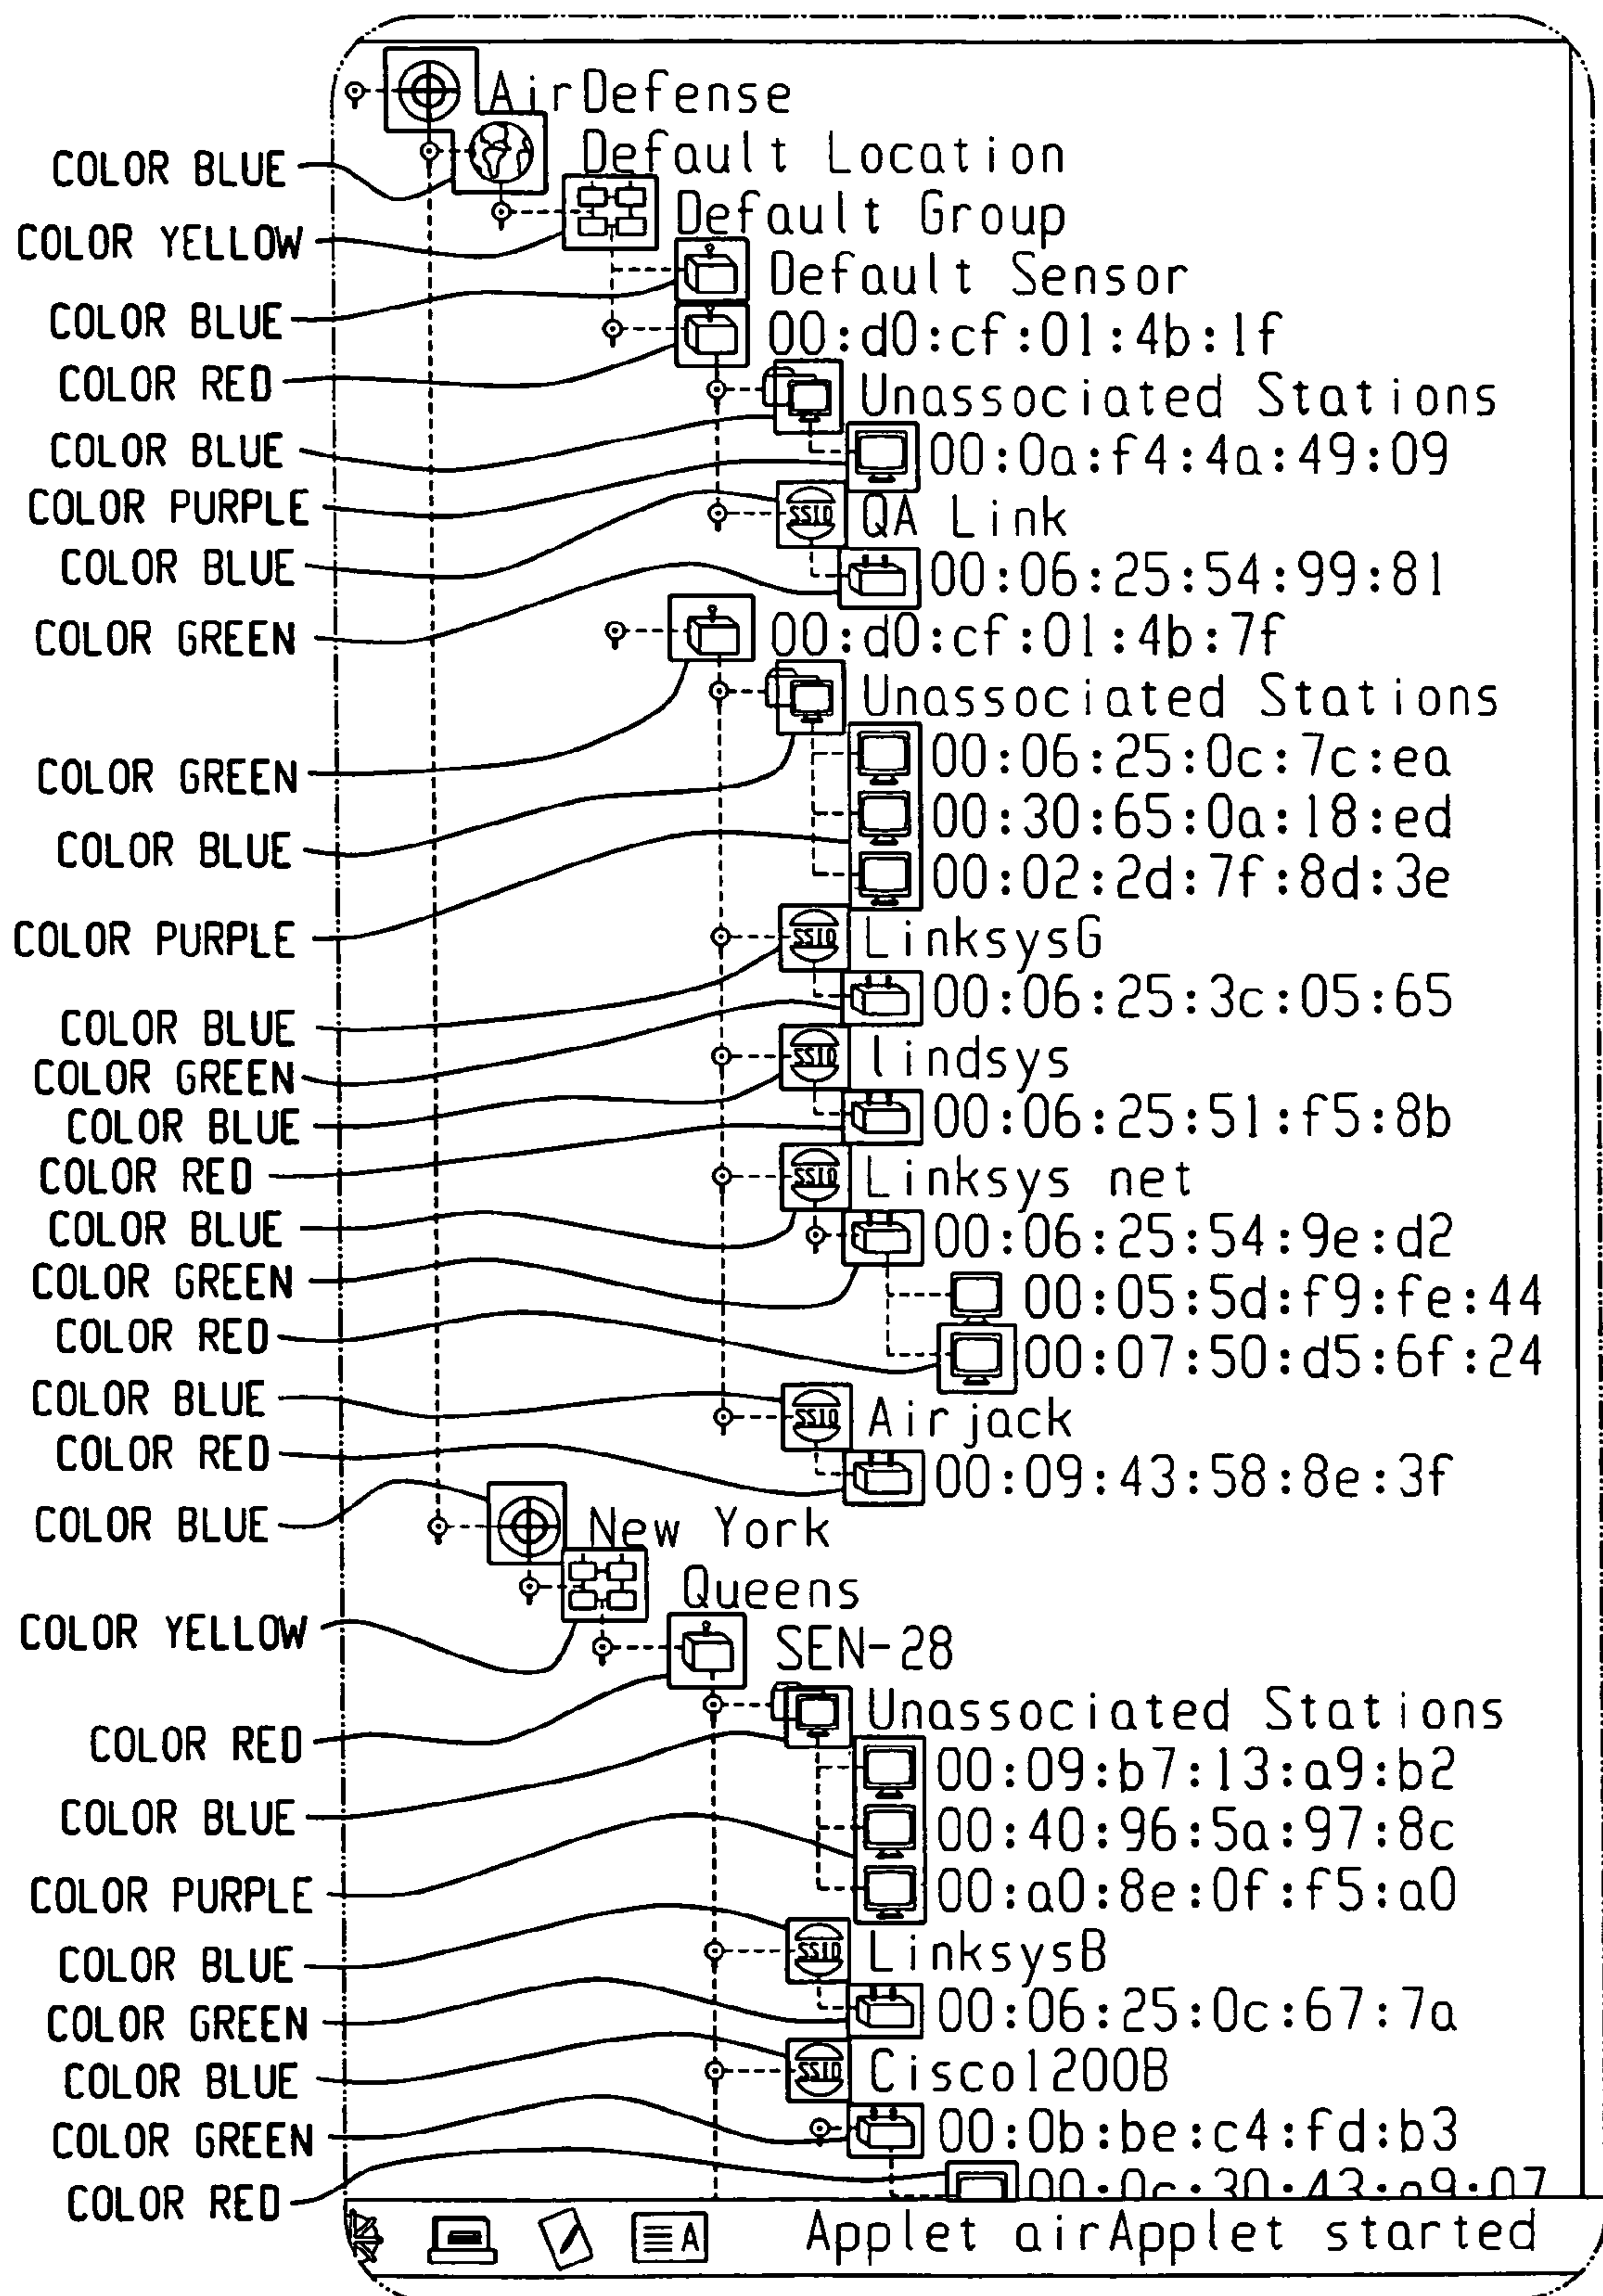 AirDefense
COLOR BLUE Default Location
COLOR YELLOW Default Group
Default Sensor
COLOR BLUE 00:d0:cf:01:4b:1f
COLOR RED Unassociated Stations
COLOR BLUE 00:0a:f4:4a:49:09
COLOR PURPLE QA Link
COLOR BLUE 00:06:25:54:99:81
COLOR GREEN 00:d0:cf:01:4b:7f
Unassociated Stations
COLOR GREEN 00:06:25:0c:7c:ea
00:30:65:0a:18:ed
COLOR BLUE 00:02:2d:7f:8d:3e
COLOR PURPLE LinksysG
00:06:25:3c:05:65
COLOR BLUE
COLOR GREEN lindsys
COLOR BLUE 00:06:25:51:f5:8b
COLOR RED Linksys net
COLOR BLUE 00:06:25:54:9e:d2
COLOR GREEN 00:05:5d:f9:fe:44
COLOR RED 00:07:50:d5:6f:24
COLOR BLUE Airjack
COLOR RED 00:09:43:58:8e:3f
COLOR BLUE New York
Queens
COLOR YELLOW SEN-28
Unassociated Stations
COLOR RED 00:09:b7:13:a9:b2
COLOR BLUE 00:40:96:5a:97:8c
COLOR PURPLE 00:a0:8e:0f:f5:a0
COLOR BLUE LinksysB
COLOR GREEN 00:06:25:0c:67:7a
COLOR BLUE Cisco1200B
COLOR GREEN 00:0b:be:c4:fd:b3
COLOR RED
SSID
SSID
SSID
SSID
SSID
SSID
SSID
A Applet airApplet started